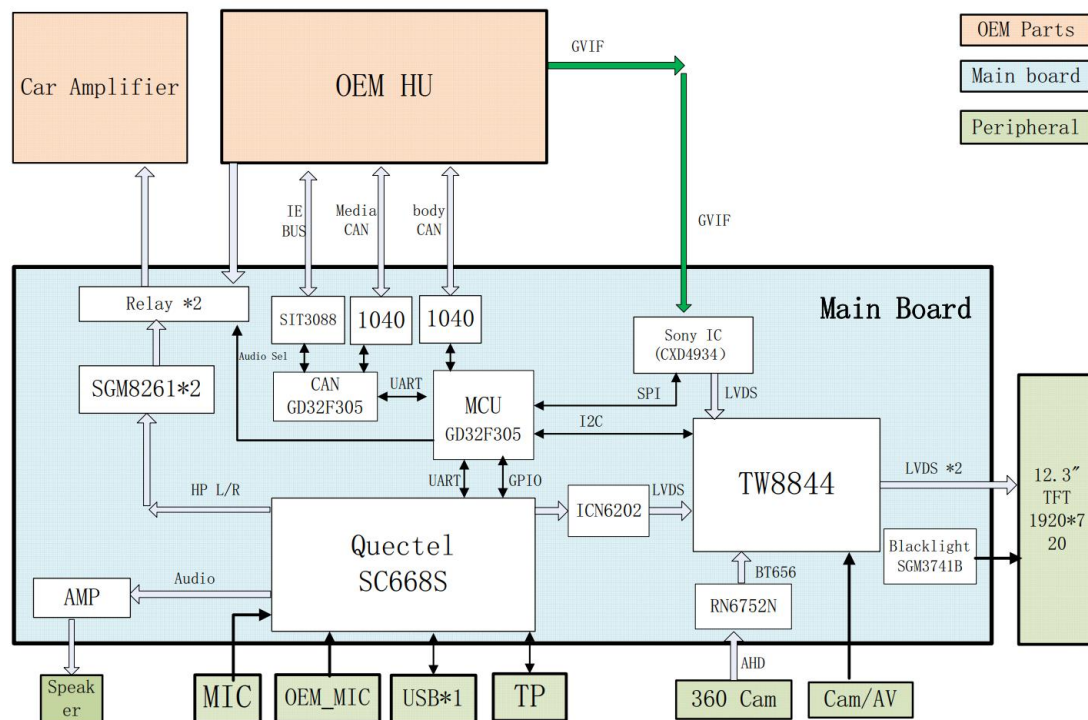 GVIF
OEM Parts
Car Amplifier
OEM HU
Main board
Peripheral
IE
BUS
Media
CAN
body
CAN
GVIF
Relay *2
SIT3088
1040
1040
Main Board
Audio Sel
Sony IC
(CXD4934)
SGM8261*2
CAN
GD32F305
UART
MCU
GD32F305
SPI
LVDS
I2C
HP L/R
UART
GPIO
LVDS
ICN6202
TW8844
LVDS *2
12.3"
TFT
1920*7
20
Quectel
SC668S
Blacklight
SGM3741B
Audio
AMP
BT656
RN6752N
AHD
Speak
er
MIC
OEM_MIC
USB*1
TP
360 Cam
Cam/AV